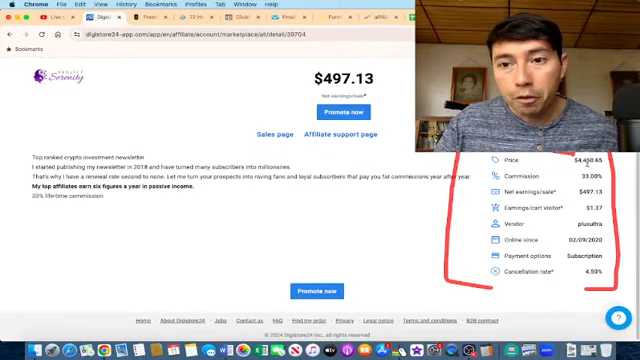 Chrome File Edit View History Bookmarks Profiles Tab Window Help
Live v
Digist
Freed
72 H
Click
Email
Funn
affiliat
digistore24-app.com/app/en/affiliate/account/marketplace/all/detail/39704
Bookmarks
PROJECT
Serenity
$497.13
Net earnings/sale*
Promote now
Sales page Affiliate support page
Top ranked crypto investment newsletter
I started publishing my newsletter in 2018 and have turned many subscribers into millionaires.
That's why I have a renewal rate second to none. Let me turn your prospects into raving fans and loyal subscribers that pay you fat commissions year after year.
My top affiliates earn six figures a year in passive income.
33% life-time commission
Price $4,450.65
Commission 33.00%
Net earnings/sale* $497.13
Earnings/cart visitor* $1.37
Vendor plusultra
Online since 02/09/2020
Payment options Subscription
Cancellation rate* 4.50%
Promote now
?
Home About Digistore24 Jobs Contact us FAQ Find my order Privacy Legal notice Terms and conditions B2B contract
© 2024 Digistore24 Inc., all rights reserved